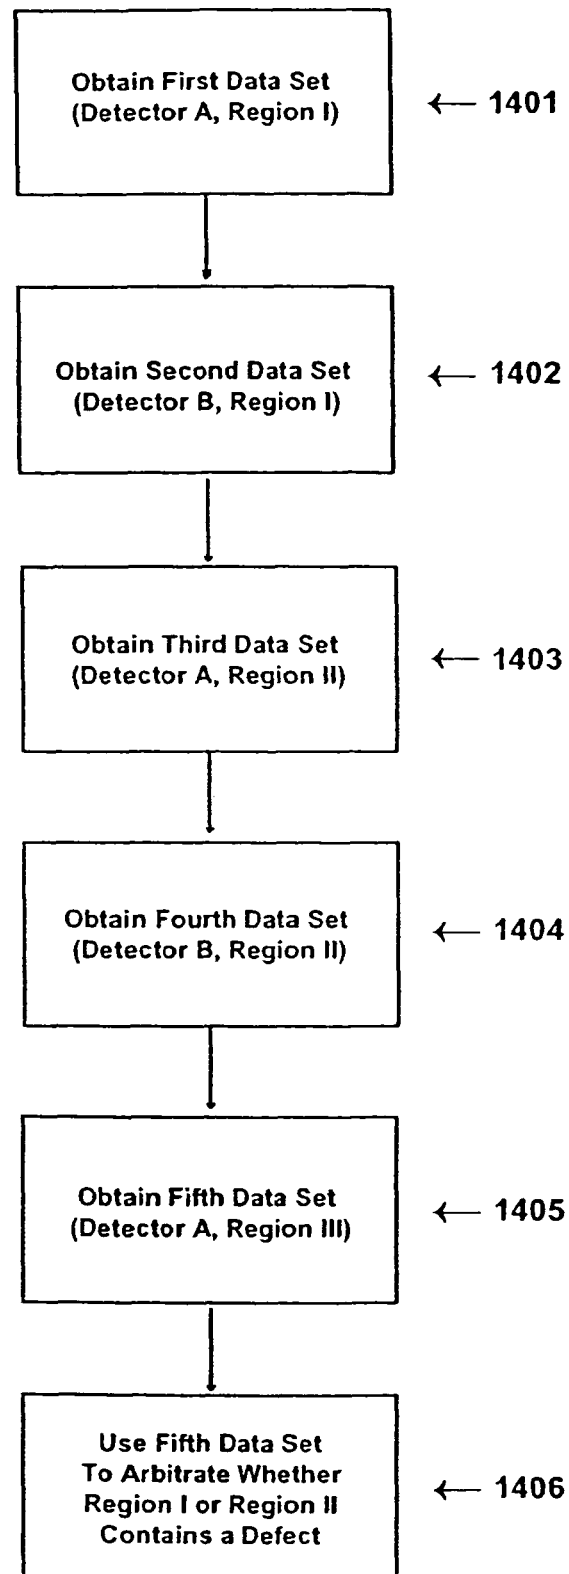 Obtain First Data Set
(Detector A, Region I)
← 1401
Obtain Second Data Set
(Detector B, Region I)
← 1402
Obtain Third Data Set
(Detector A, Region II)
← 1403
Obtain Fourth Data Set
(Detector B, Region II)
← 1404
Obtain Fifth Data Set
(Detector A, Region III)
← 1405
Use Fifth Data Set
To Arbitrate Whether
Region I or Region II
Contains a Defect
← 1406